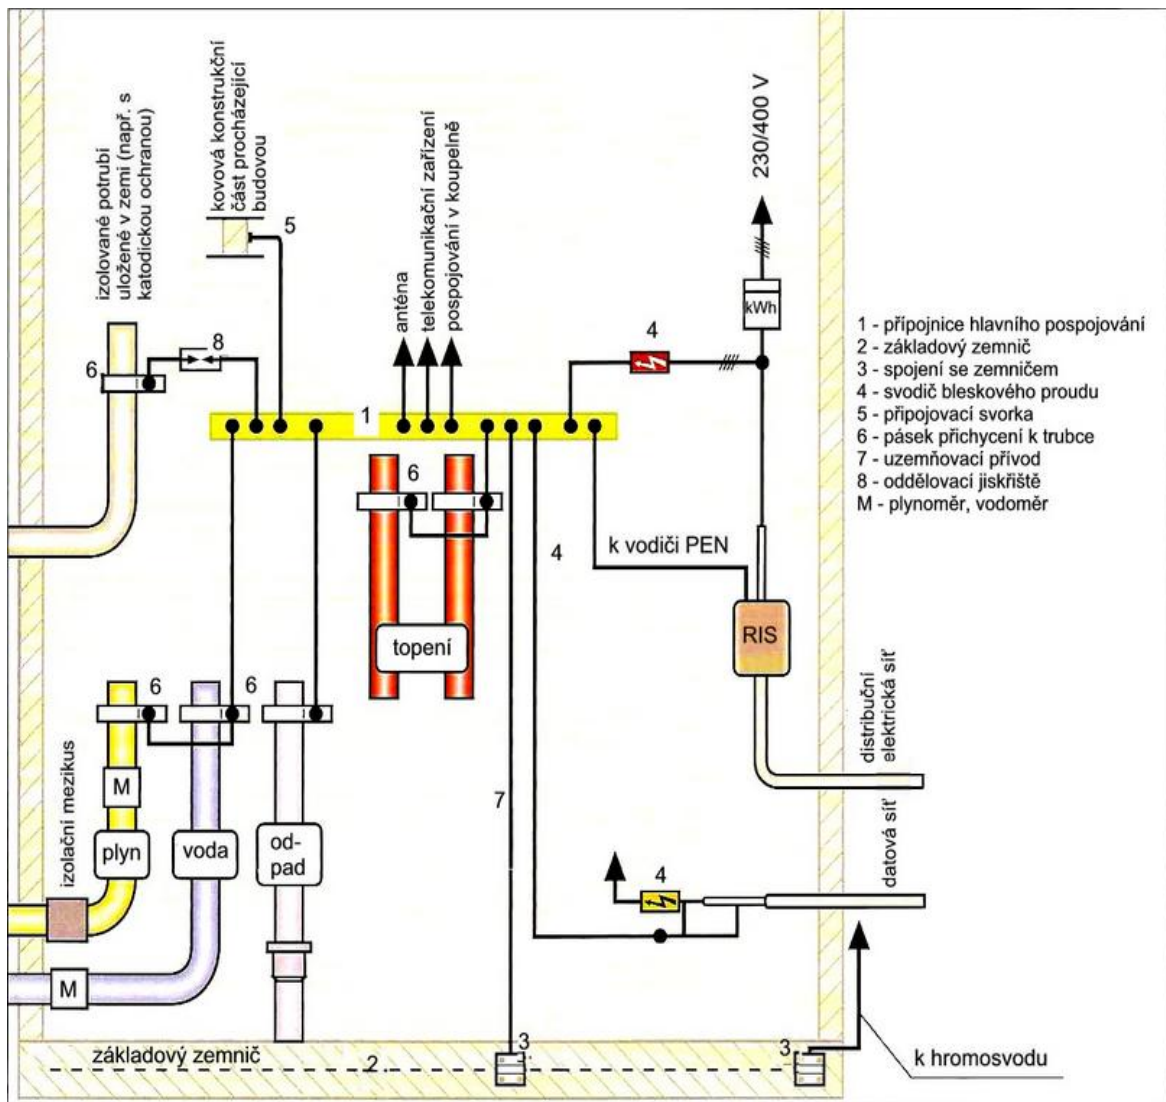 izolované potrubi
uložené v zemi (např. s
katodickou ochranou)
kovová konstrukční
část procházející
budovou
5
anténa
telekomunikační zařízení
pospojování v koupelně
230/400 V
kWh
6
8
4
1
1 - přípojnice hlavního pospojování
2 - základový zemnič
3 - spojení se zemničem
4 - svodič bleskového proudu
5 - připojovací svorka
6 - pásek přichycení k trubce
7 - uzemňovací přívod
8 - oddělovací jiskřiště
M - plynoměr, vodoměr
6
4
k vodiči PEN
RIS
topení
6
6
izolační mezikus
M
plyn
voda
od-
pad
7
4
distribuční
elektrická síť
datová síť
M
základový zemnič
2
3
3
k hromosvodu